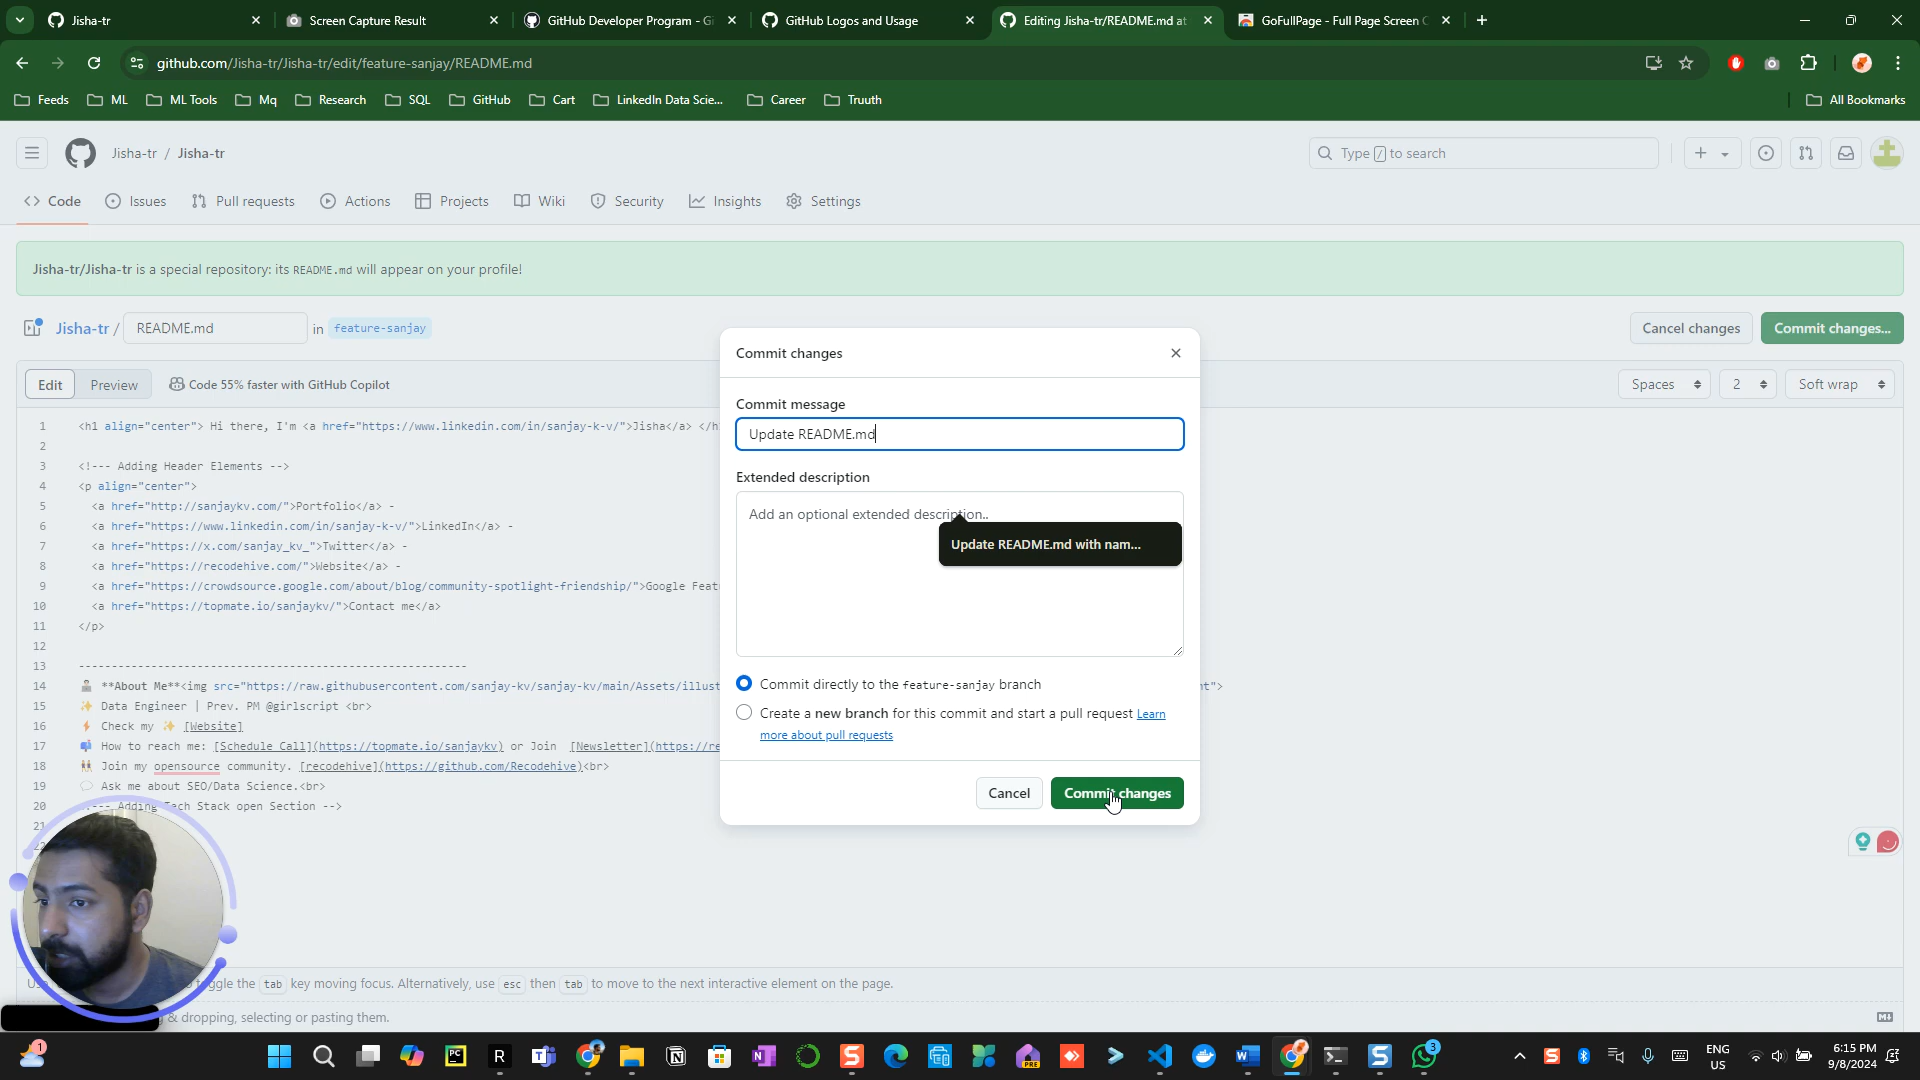 Jisha-tr
Screen Capture Result
GitHub Developer Program - Gi
GitHub Logos and Usage
Editing Jisha-tr/README.md at
GoFullPage - Full Page Screen C
github.com/Jisha-tr/Jisha-tr/edit/feature-sanjay/README.md
Feeds
ML
ML Tools
Mq
Research
SQL
GitHub
Cart
LinkedIn Data Scie...
Career
Truuth
All Bookmarks
Jisha-tr / Jisha-tr
Type / to search
Code
Issues
Pull requests
Actions
Projects
Wiki
Security
Insights
Settings
Jisha-tr/Jisha-tr is a special repository: its README.md will appear on your profile!
Jisha-tr / README.md in feature-sanjay
Cancel changes
Commit changes...
Edit
Preview
Code 55% faster with GitHub Copilot
Spaces
2
Soft wrap
1 <h1 align="center"> Hi there, I'm <a href="https://www.linkedin.com/in/sanjay-k-v/">Jisha</a> </h
2
3 <!--- Adding Header Elements -->
4 <p align="center">
5 <a href="http://sanjaykv.com/">Portfolio</a> -
6 <a href="https://www.linkedin.com/in/sanjay-k-v/">LinkedIn</a> -
7 <a href="https://x.com/sanjay_kv_">Twitter</a> -
8 <a href="https://recodehive.com/">Website</a> -
9 <a href="https://crowdsource.google.com/about/blog/community-spotlight-friendship/">Google Feat
10 <a href="https://topmate.io/sanjaykv/">Contact me</a>
11 </p>
12
13 -----------------------------------------------------------
14 **About Me**<img src="https://raw.githubusercontent.com/sanjay-kv/sanjay-kv/main/Assets/illust
nt">
15 ✨ Data Engineer | Prev. PM @girlscript <br>
16 ⚡ Check my ✨ [Website]
17 📫 How to reach me: [Schedule Call](https://topmate.io/sanjaykv) or Join [Newsletter](https://re
18 👯 Join my opensource community. [recodehive](https://github.com/Recodehive)<br>
19 💬 Ask me about SEO/Data Science.<br>
20 --- Adding Tech Stack open Section -->
21
Commit changes
Commit message
Update README.md
Extended description
Add an optional extended description..
Update README.md with nam...
Commit directly to the feature-sanjay branch
Create a new branch for this commit and start a pull request Learn
more about pull requests
Cancel
Commit changes
ggle the tab key moving focus. Alternatively, use esc then tab to move to the next interactive element on the page.
& dropping, selecting or pasting them.
1
PC
R
PRE
3
ENG
US
6:15 PM
9/8/2024